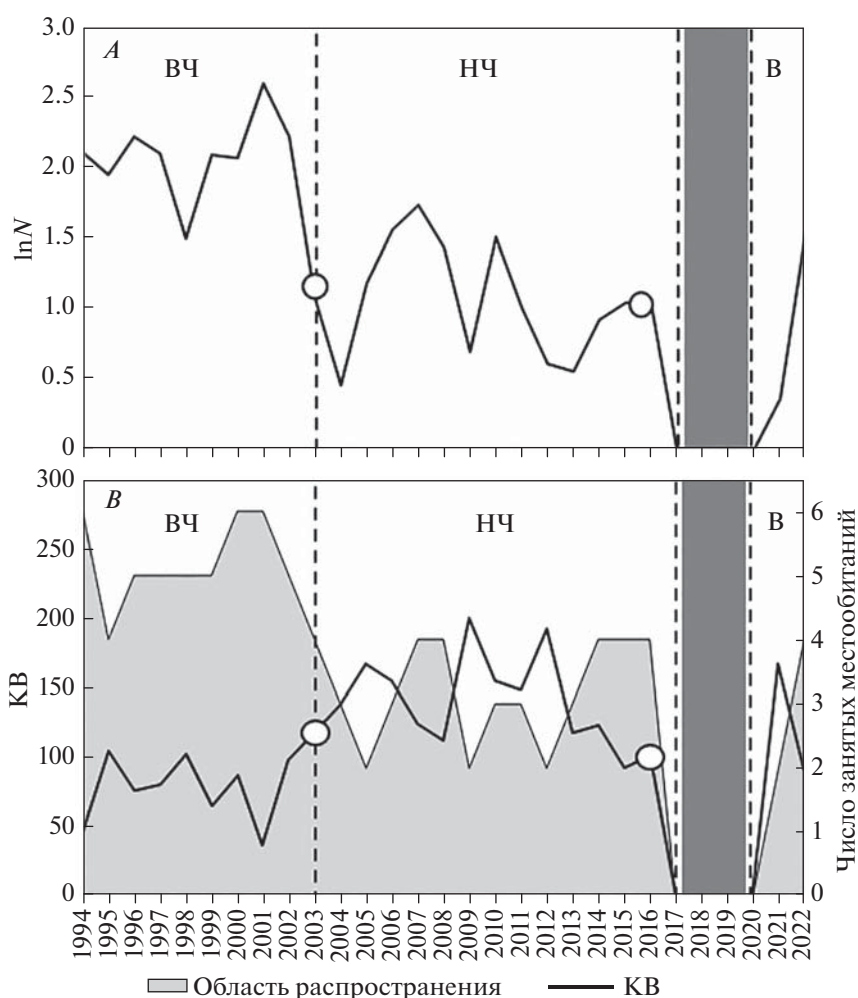 3.0
A
ВЧ
НЧ
В
2.5
2.0
lnN
1.5
1.0
0.5
0
300
B
ВЧ
НЧ
В
6
250
5
200
4
КВ
150
3
100
2
50
1
0
0
Число занятых местообитаний
1994 1995 1996 1997 1998 1999 2000 2001 2002 2003 2004 2005 2006 2007 2008 2009 2010 2011 2012 2013 2014 2015 2016 2017 2018 2019 2020 2021 2022
Область распространения КВ